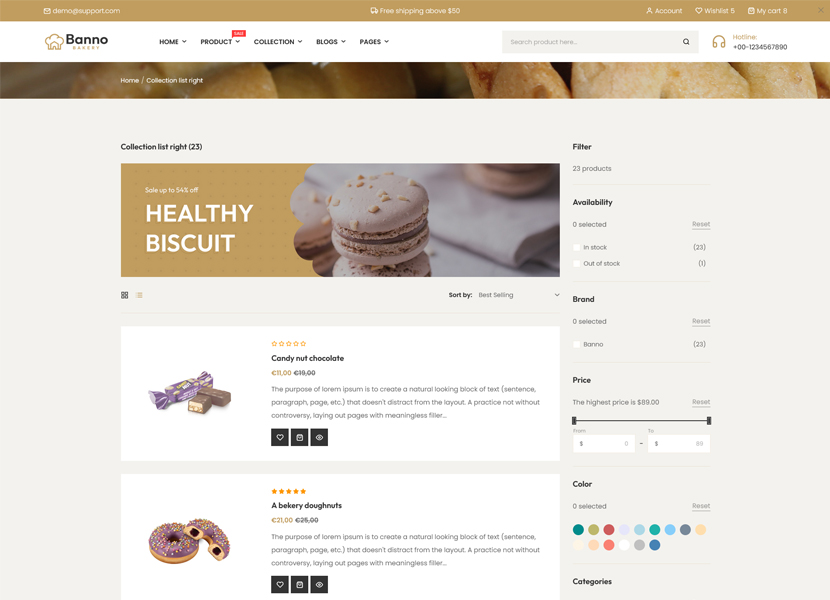 demo@support.com
Free shipping above $50
Account
Wishlist 5
My cart 8
Banno
BAKERY
HOME
PRODUCT
SALE
COLLECTION
BLOGS
PAGES
Search product here...
Hotline:
+00-1234567890
Home / Collection list right
Collection list right (23)
Sale up to 54% off
HEALTHY
BISCUIT
Sort by: Best Selling
Candy nut chocolate
€11,00 €19,00
The purpose of lorem ipsum is to create a natural looking block of text (sentence,
paragraph, page, etc.) that doesn't distract from the layout. A practice not without
controversy, laying out pages with meaningless filler...
A bekery doughnuts
€21,00 €25,00
The purpose of lorem ipsum is to create a natural looking block of text (sentence,
paragraph, page, etc.) that doesn't distract from the layout. A practice not without
controversy, laying out pages with meaningless filler...
Filter
23 products
Availability
0 selected Reset
In stock (23)
Out of stock (1)
Brand
0 selected Reset
Banno (23)
Price
The highest price is $89.00 Reset
From To
$ 0 - $ 89
Color
0 selected Reset
Categories